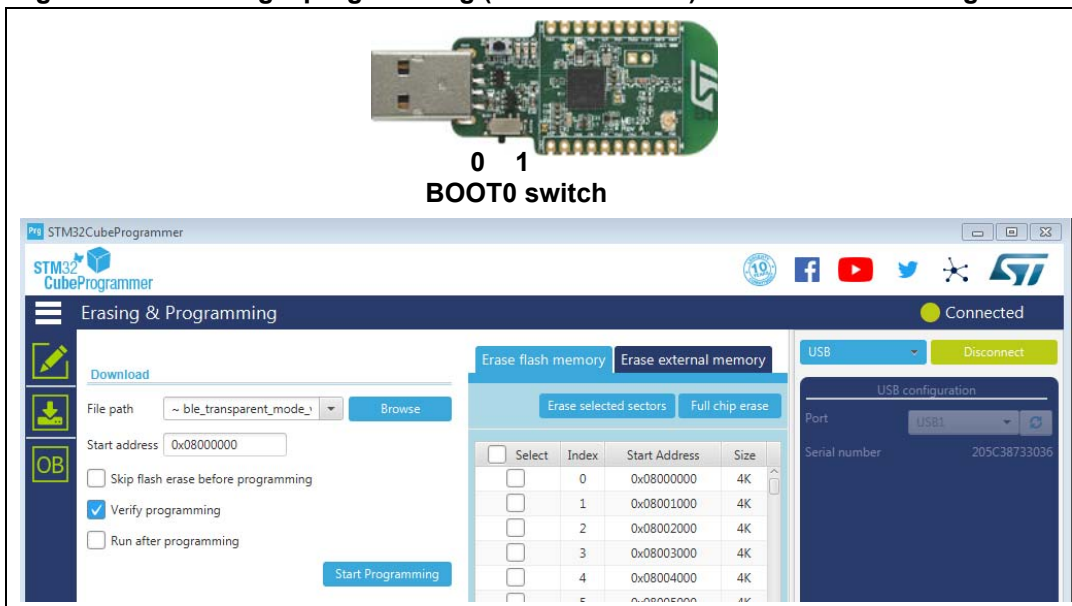 0 1
BOOT0 switch
STM32CubeProgrammer
STM32
CubeProgrammer
Erasing & Programming
Connected
Download
File path ~ ble_transparent_mode_ Browse
Start address 0x08000000
Skip flash erase before programming
Verify programming
Run after programming
Start Programming
Erase flash memory Erase external memory
Erase selected sectors Full chip erase
Select Index Start Address Size
0 0x08000000 4K
1 0x08001000 4K
2 0x08002000 4K
3 0x08003000 4K
4 0x08004000 4K
USB Disconnect
USB configuration
Port USB1
Serial number 205C38733036